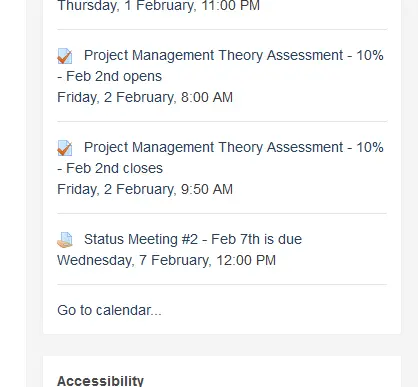 Thursday, 1 February, 11:00 PM
Project Management Theory Assessment - 10%
- Feb 2nd opens
Friday, 2 February, 8:00 AM
Project Management Theory Assessment - 10%
- Feb 2nd closes
Friday, 2 February, 9:50 AM
Status Meeting #2 - Feb 7th is due
Wednesday, 7 February, 12:00 PM
Go to calendar...
Accessibility